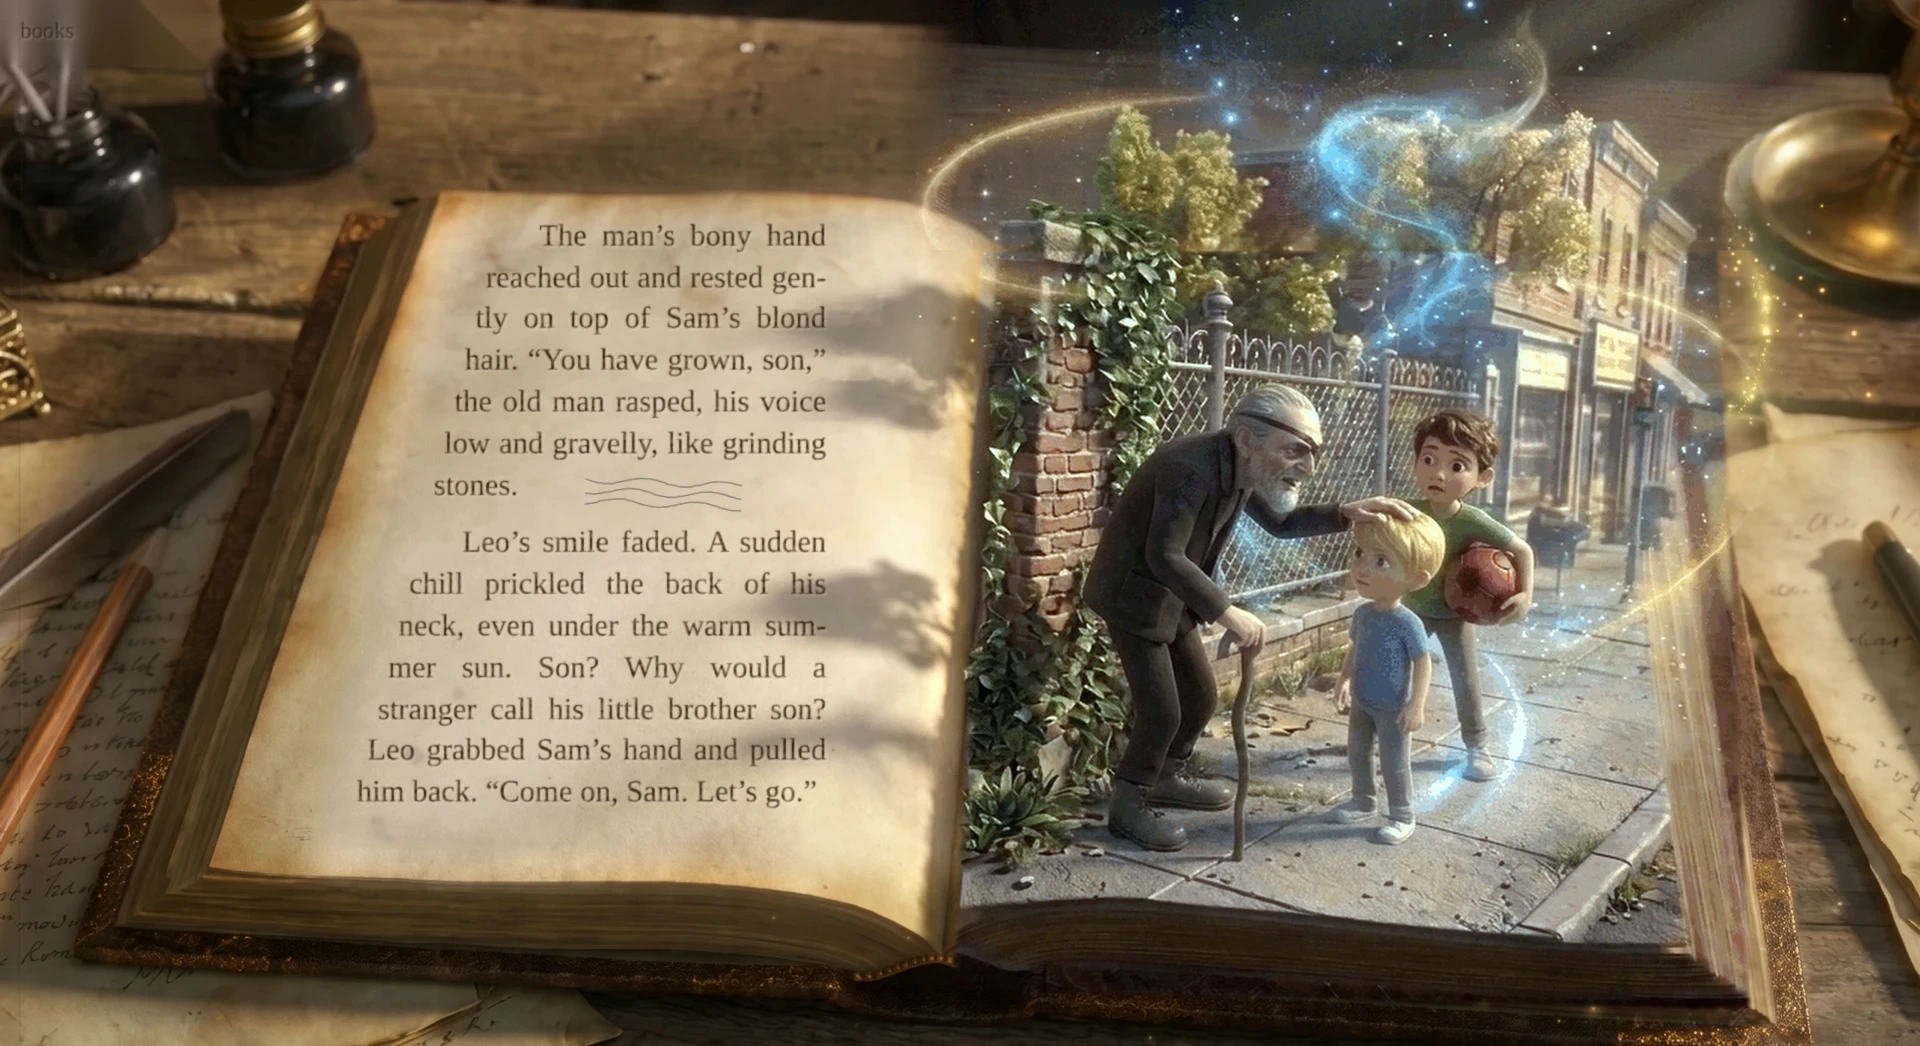 books
The man’s bony hand
reached out and rested gen-
tly on top of Sam’s blond
hair. “You have grown, son,”
the old man rasped, his voice
low and gravelly, like grinding
stones.
Leo’s smile faded. A sudden
chill prickled the back of his
neck, even under the warm sum-
mer sun. Son? Why would a
stranger call his little brother son?
Leo grabbed Sam’s hand and pulled
him back. “Come on, Sam. Let’s go.”